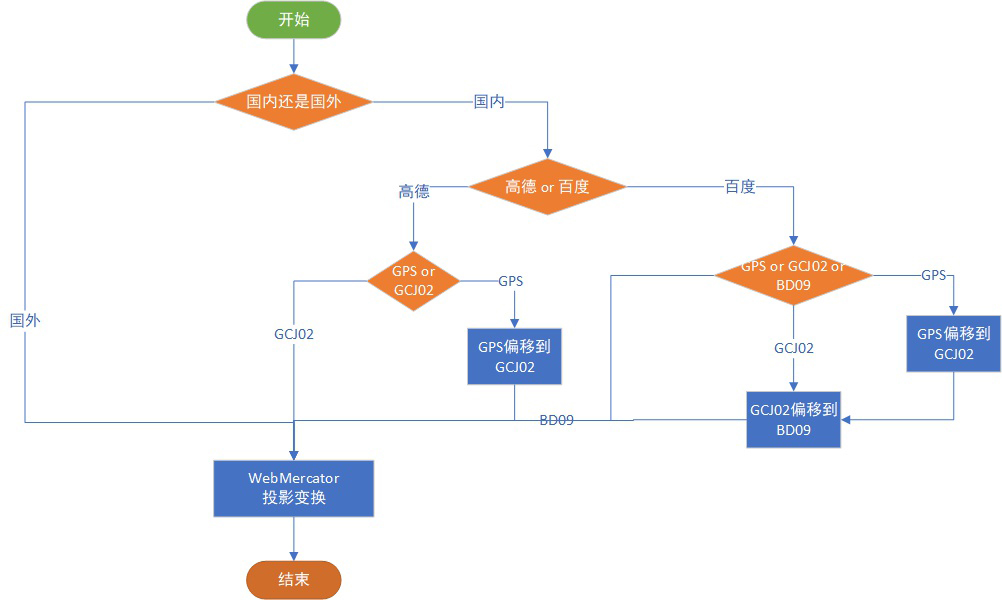 开始
国内还是国外
国内
高德 or 百度
高德
百度
GPS or
GCJ02
GPS
GPS or GCJ02 or
BD09
GPS
国外
GCJ02
GPS偏移到
GCJ02
GCJ02
GPS偏移到
GCJ02
BD09
GCJ02偏移到
BD09
WebMercator
投影变换
结束